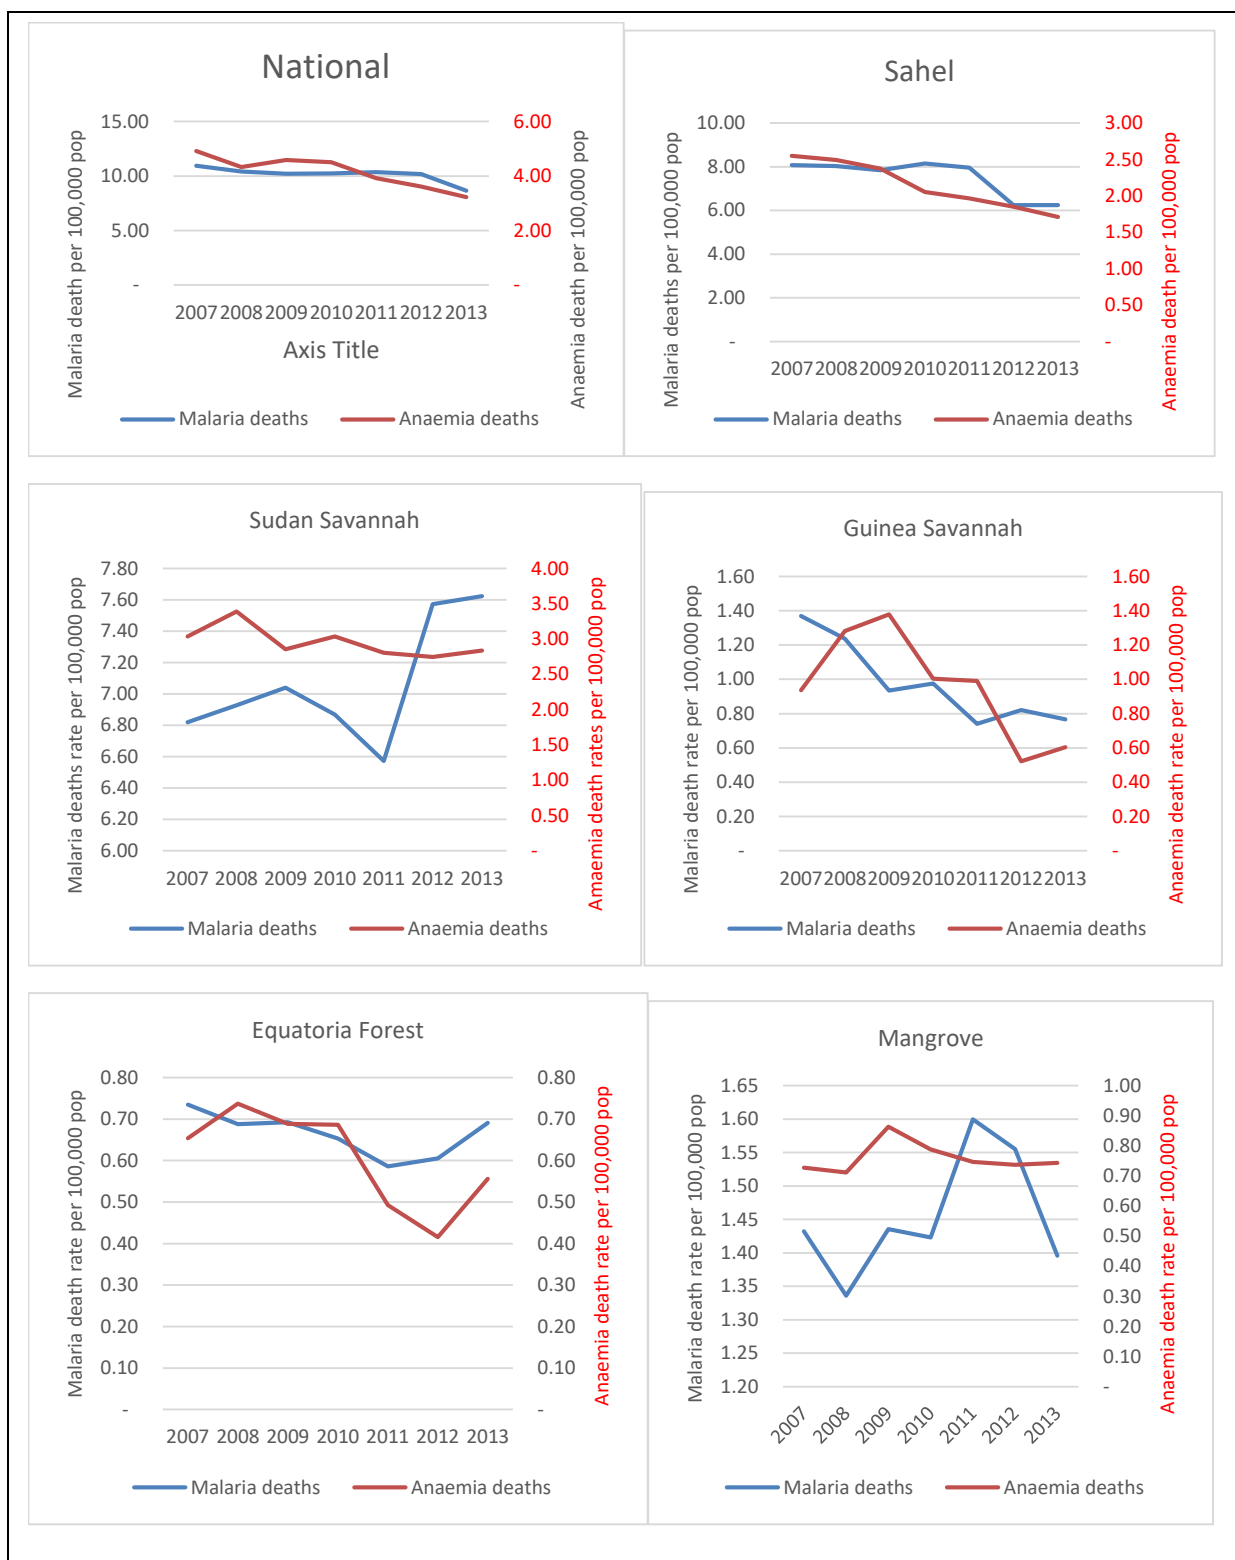 National
15.00
10.00
5.00
-
6.00
4.00
2.00
-
Malaria death per 100,000 pop
Anaemia death per 100,000 pop
2007 2008 2009 2010 2011 2012 2013
Axis Title
Malaria deaths
Anaemia deaths
Sahel
10.00
8.00
6.00
4.00
2.00
-
3.00
2.50
2.00
1.50
1.00
0.50
-
Malaria deaths per 100,000 pop
Anaemia death per 100,000 pop
2007 2008 2009 2010 2011 2012 2013
Malaria deaths
Anaemia deaths
Sudan Savannah
7.80
7.60
7.40
7.20
7.00
6.80
6.60
6.40
6.20
6.00
4.00
3.50
3.00
2.50
2.00
1.50
1.00
0.50
-
Malaria deaths rate per 100,000 pop
Amaemia death rates per 100,000 pop
2007 2008 2009 2010 2011 2012 2013
Malaria deaths
Anaemia deaths
Guinea Savannah
1.60
1.40
1.20
1.00
0.80
0.60
0.40
0.20
-
1.60
1.40
1.20
1.00
0.80
0.60
0.40
0.20
-
Malaria death rate per 100,000 pop
Anaemia death rate per 100,000 pop
2007 2008 2009 2010 2011 2012 2013
Malaria deaths
Anaemia deaths
Equatoria Forest
0.80
0.70
0.60
0.50
0.40
0.30
0.20
0.10
-
0.80
0.70
0.60
0.50
0.40
0.30
0.20
0.10
-
Malaria death rate per 100,000 pop
Anaemia death rate per 100,000 pop
2007 2008 2009 2010 2011 2012 2013
Malaria deaths
Anaemia deaths
Mangrove
1.65
1.60
1.55
1.50
1.45
1.40
1.35
1.30
1.25
1.20
1.00
0.90
0.80
0.70
0.60
0.50
0.40
0.30
0.20
0.10
-
Malaria death rate per 100,000 pop
Anaemia death rate per 100,000 pop
2007 2008 2009 2010 2011 2012 2013
Malaria deaths
Anaemia deaths